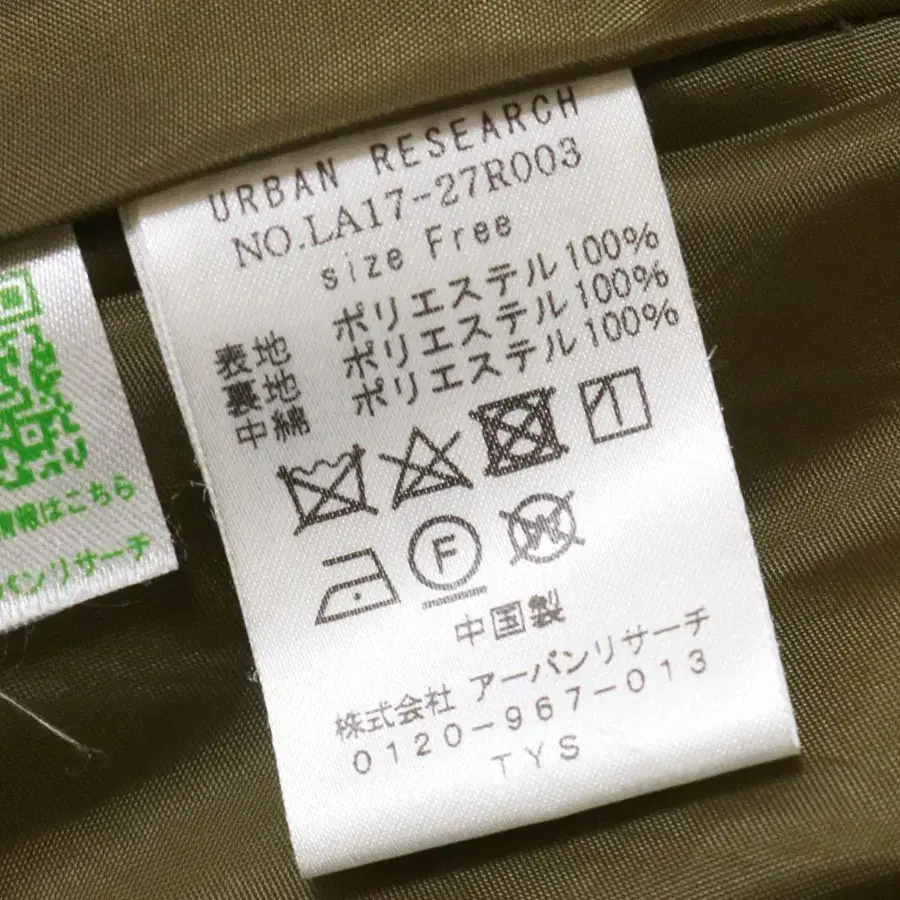 URBAN RESEARCH
NO.LA17-27R003
size Free
表地 ポリエステル100%
裏地 ポリエステル100%
中綿 ポリエステル100%
F
W
中国製
株式会社 アーバンリサーチ
0120-967-013
TYS
情報はこちら
バンリサーチ